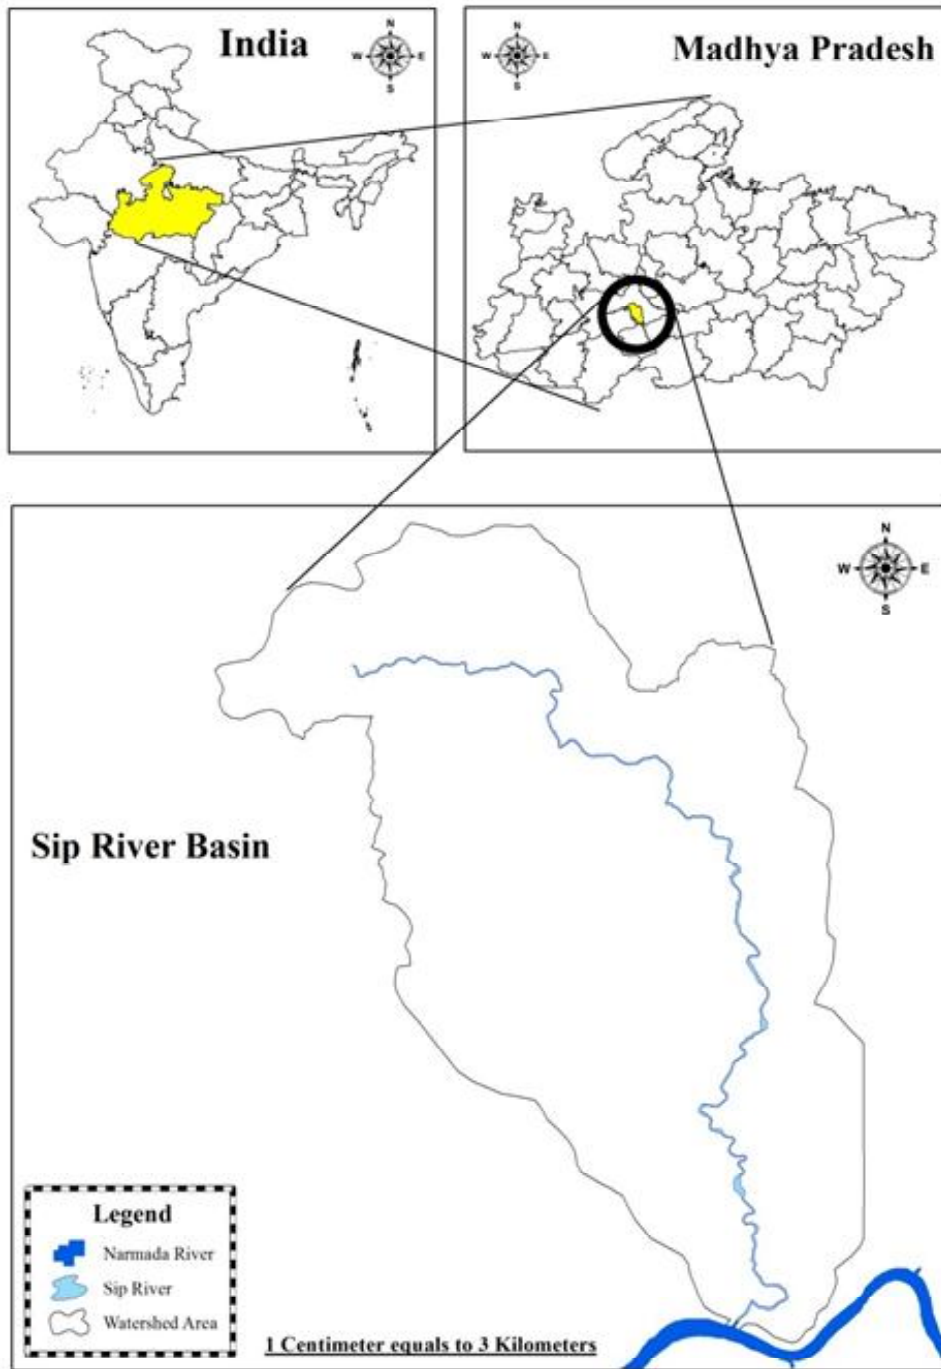 India
N
W
E
S
Madhya Pradesh
N
W
E
S
N
W
E
S
Sip River Basin
Legend
Narmada River
Sip River
Watershed Area
1 Centimeter equals to 3 Kilometers